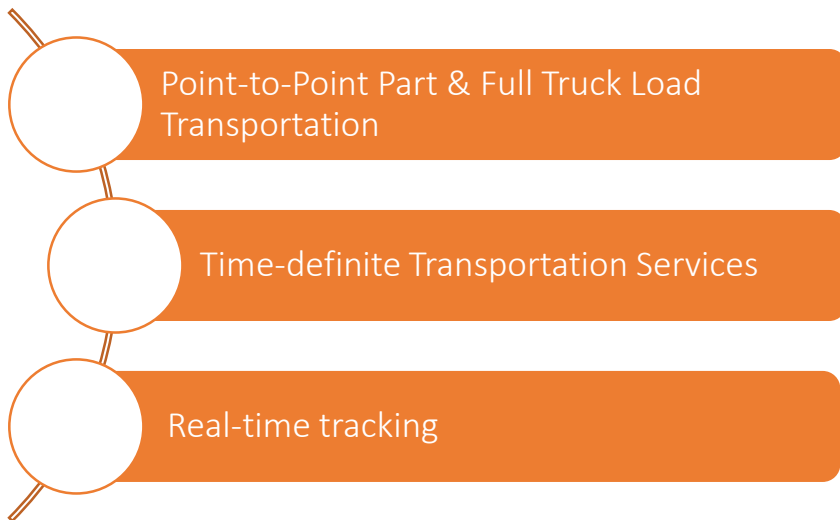 Point-to-Point Part & Full Truck Load
Transportation
Time-definite Transportation Services
Real-time tracking